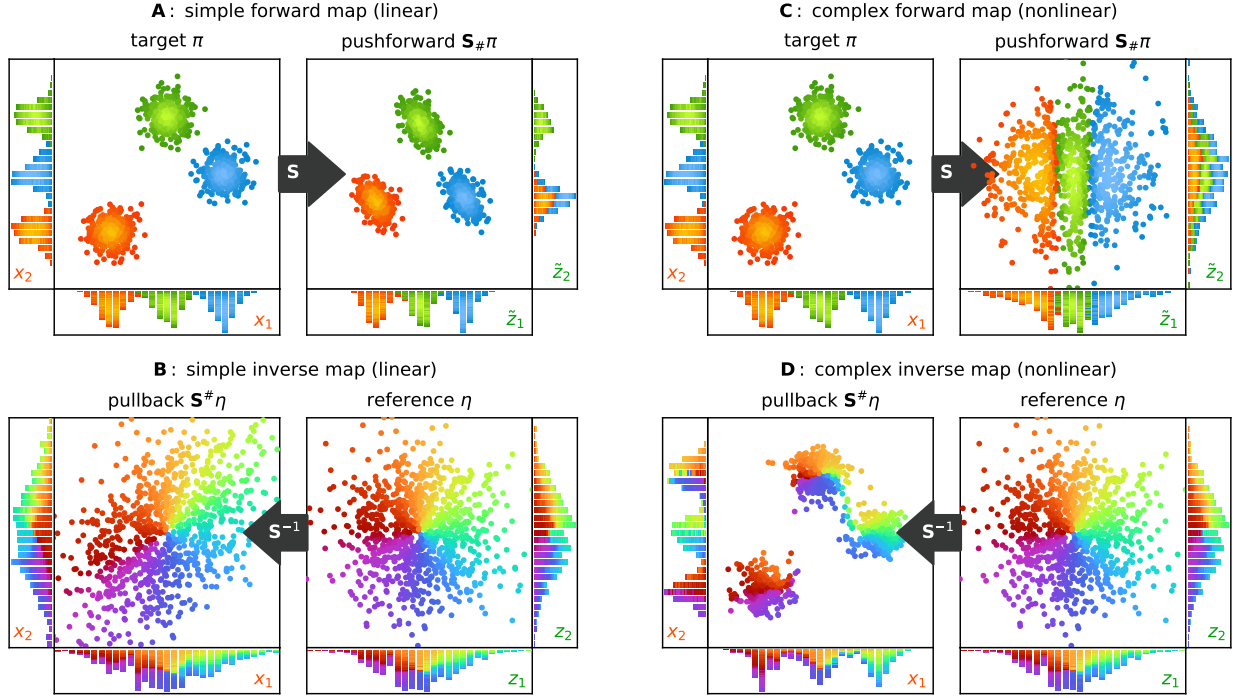 A: simple forward map (linear)
target π
pushforward S#π
S
x₂
x₁
z̃₂
z̃₁
C: complex forward map (nonlinear)
target π
pushforward S#π
S
x₂
x₁
z̃₂
z̃₁
B: simple inverse map (linear)
pullback S#η
reference η
S⁻¹
x₂
x₁
z₂
z₁
D: complex inverse map (nonlinear)
pullback S#η
reference η
S⁻¹
x₂
x₁
z₂
z₁